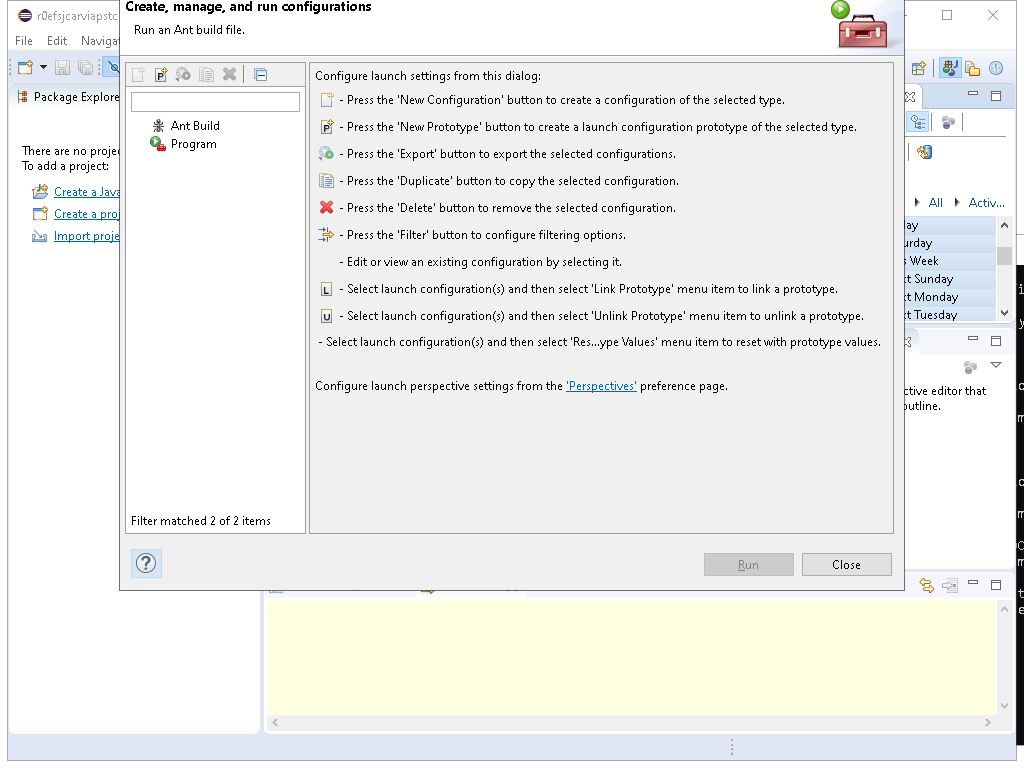 Create, manage, and run configurations
Run an Ant build file.
r0efsjcarviapstc
File Edit Navigat
Package Explore
There are no projec
To add a project:
Create a Java
Create a proj
Import proje
Ant Build
Program
Filter matched 2 of 2 items
Configure launch settings from this dialog:
- Press the 'New Configuration' button to create a configuration of the selected type.
- Press the 'New Prototype' button to create a launch configuration prototype of the selected type.
- Press the 'Export' button to export the selected configurations.
- Press the 'Duplicate' button to copy the selected configuration.
- Press the 'Delete' button to remove the selected configuration.
- Press the 'Filter' button to configure filtering options.
- Edit or view an existing configuration by selecting it.
L - Select launch configuration(s) and then select 'Link Prototype' menu item to link a prototype.
U - Select launch configuration(s) and then select 'Unlink Prototype' menu item to unlink a prototype.
- Select launch configuration(s) and then select 'Res...ype Values' menu item to reset with prototype values.
Configure launch perspective settings from the 'Perspectives' preference page.
? Run Close
All Activ...
ay
urday
s Week
xt Sunday
xt Monday
xt Tuesday
ctive editor that
outline.